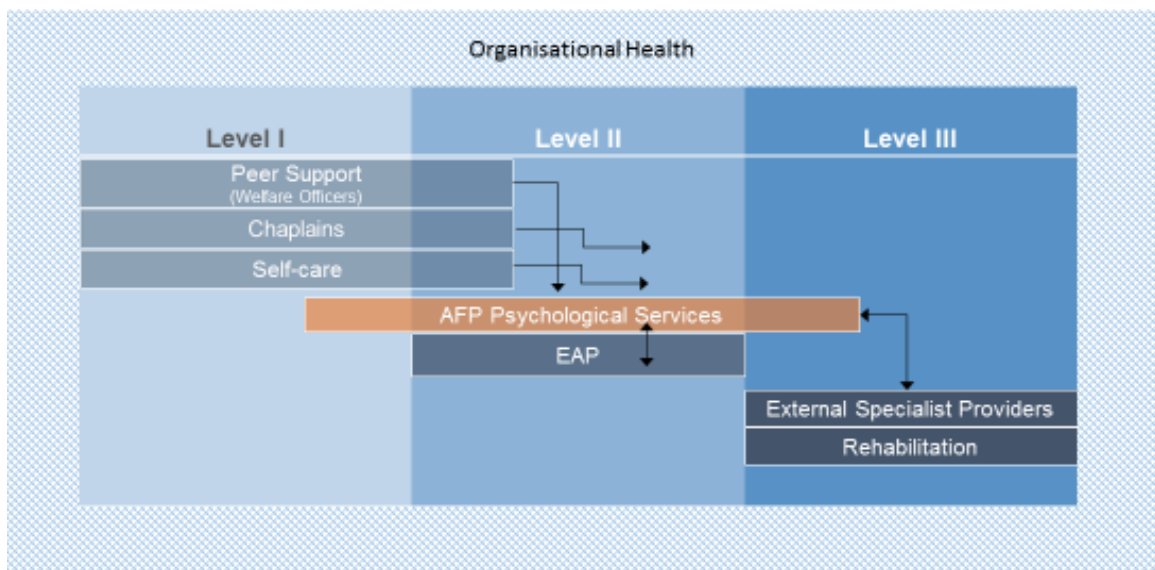 Organisational Health
Level I
Level II
Level III
Peer Support
(Welfare Officers)
Chaplains
Self-care
AFP Psychological Services
EAP
External Specialist Providers
Rehabilitation